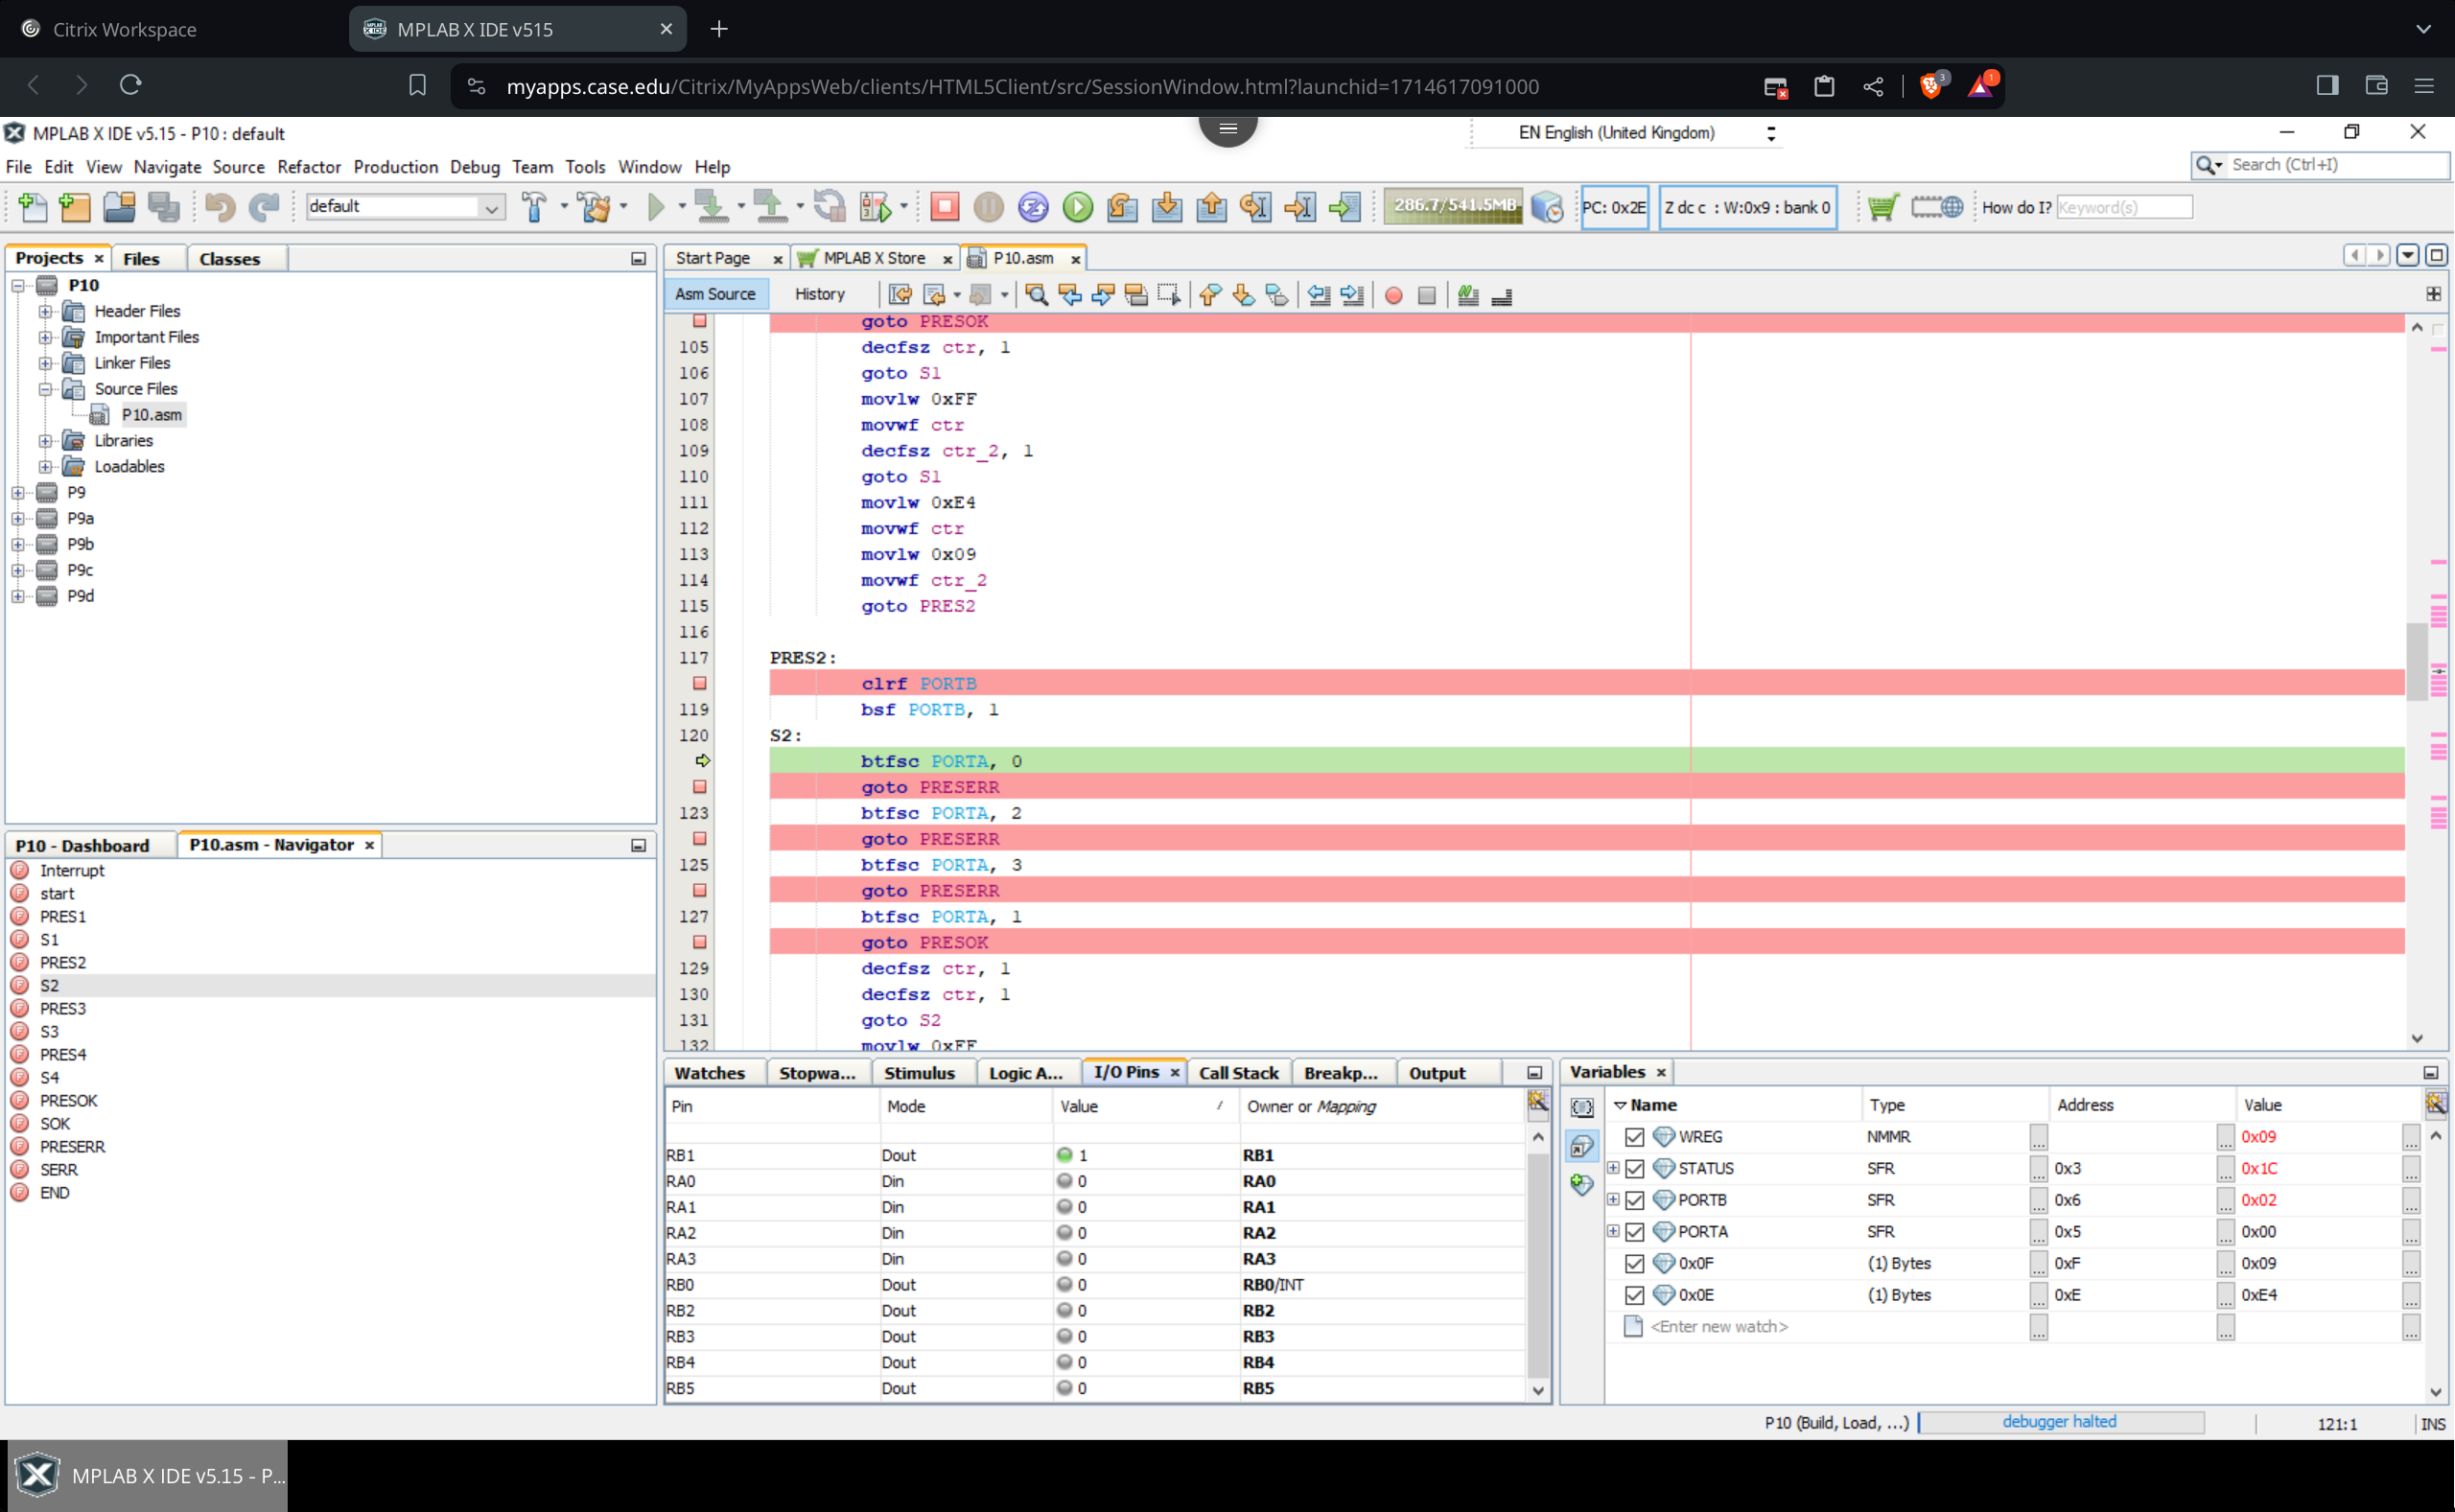 Citrix Workspace
MPLAB X IDE v515
myapps.case.edu/Citrix/MyAppsWeb/clients/HTML5Client/src/SessionWindow.html?launchid=1714617091000
3
1
MPLAB X IDE v5.15 - P10 : default
EN English (United Kingdom)
File Edit View Navigate Source Refactor Production Debug Team Tools Window Help
Search (Ctrl+I)
default
286.7/541.5MB
PC: 0x2E
Z dc c : W:0x9 : bank 0
How do I? Keyword(s)
Projects Files Classes
P10
Header Files
Important Files
Linker Files
Source Files
P10.asm
Libraries
Loadables
P9
P9a
P9b
P9c
P9d
P10 - Dashboard P10.asm - Navigator
Interrupt
start
PRES1
S1
PRES2
S2
PRES3
S3
PRES4
S4
PRESOK
SOK
PRESERR
SERR
END
Start Page MPLAB X Store P10.asm
Asm Source History
goto PRESOK
105 decfsz ctr, 1
106 goto S1
107 movlw 0xFF
108 movwf ctr
109 decfsz ctr_2, 1
110 goto S1
111 movlw 0xE4
112 movwf ctr
113 movlw 0x09
114 movwf ctr_2
115 goto PRES2
116
117 PRES2:
clrf PORTB
119 bsf PORTB, 1
120 S2:
btfsc PORTA, 0
goto PRESERR
123 btfsc PORTA, 2
goto PRESERR
125 btfsc PORTA, 3
goto PRESERR
127 btfsc PORTA, 1
goto PRESOK
129 decfsz ctr, 1
130 decfsz ctr, 1
131 goto S2
132 movlw 0xFF
Watches Stopwa... Stimulus Logic A... I/O Pins Call Stack Breakp... Output
Pin Mode Value Owner or Mapping
RB1 Dout 1 RB1
RA0 Din 0 RA0
RA1 Din 0 RA1
RA2 Din 0 RA2
RA3 Din 0 RA3
RB0 Dout 0 RB0/INT
RB2 Dout 0 RB2
RB3 Dout 0 RB3
RB4 Dout 0 RB4
RB5 Dout 0 RB5
Variables
Name Type Address Value
WREG NMMR ... ... 0x09 ...
STATUS SFR ... 0x3 ... 0x1C ...
PORTB SFR ... 0x6 ... 0x02 ...
PORTA SFR ... 0x5 ... 0x00 ...
0x0F (1) Bytes ... 0xF ... 0x09 ...
0x0E (1) Bytes ... 0xE ... 0xE4 ...
<Enter new watch> ... ... ...
P10 (Build, Load, ...) debugger halted 121:1 INS
MPLAB X IDE v5.15 - P...